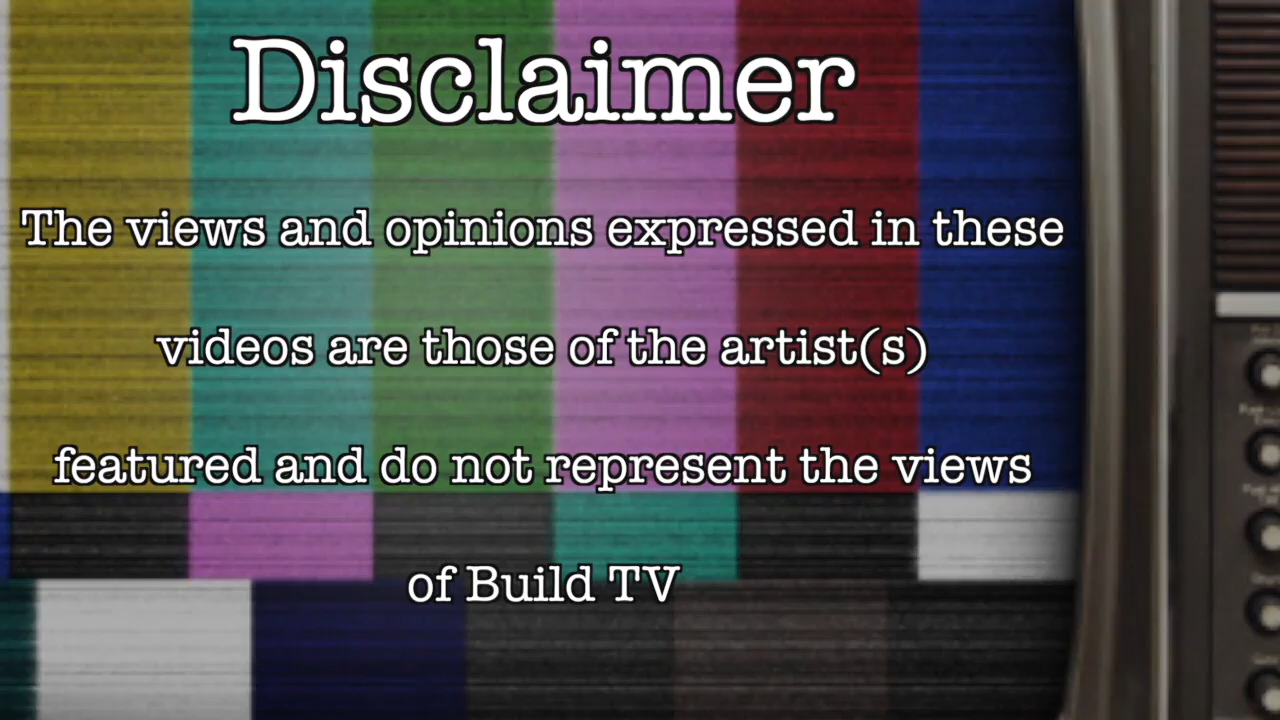 Disclaimer
The views and opinions expressed in these
videos are those of the artist(s)
featured and do not represent the views
of Build TV